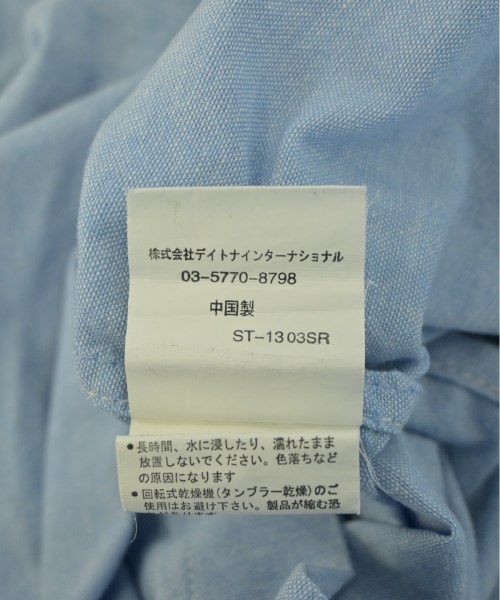 株式会社デイトナインターナショナル
03-5770-8798
中国製
ST-1303SR
●長時間、水に浸したり、濡れたまま
放置しないでください。色落ちなど
の原因になります
●回転式乾燥機(タンブラー乾燥)のご
使用はお避け下さい。製品が縮む恐